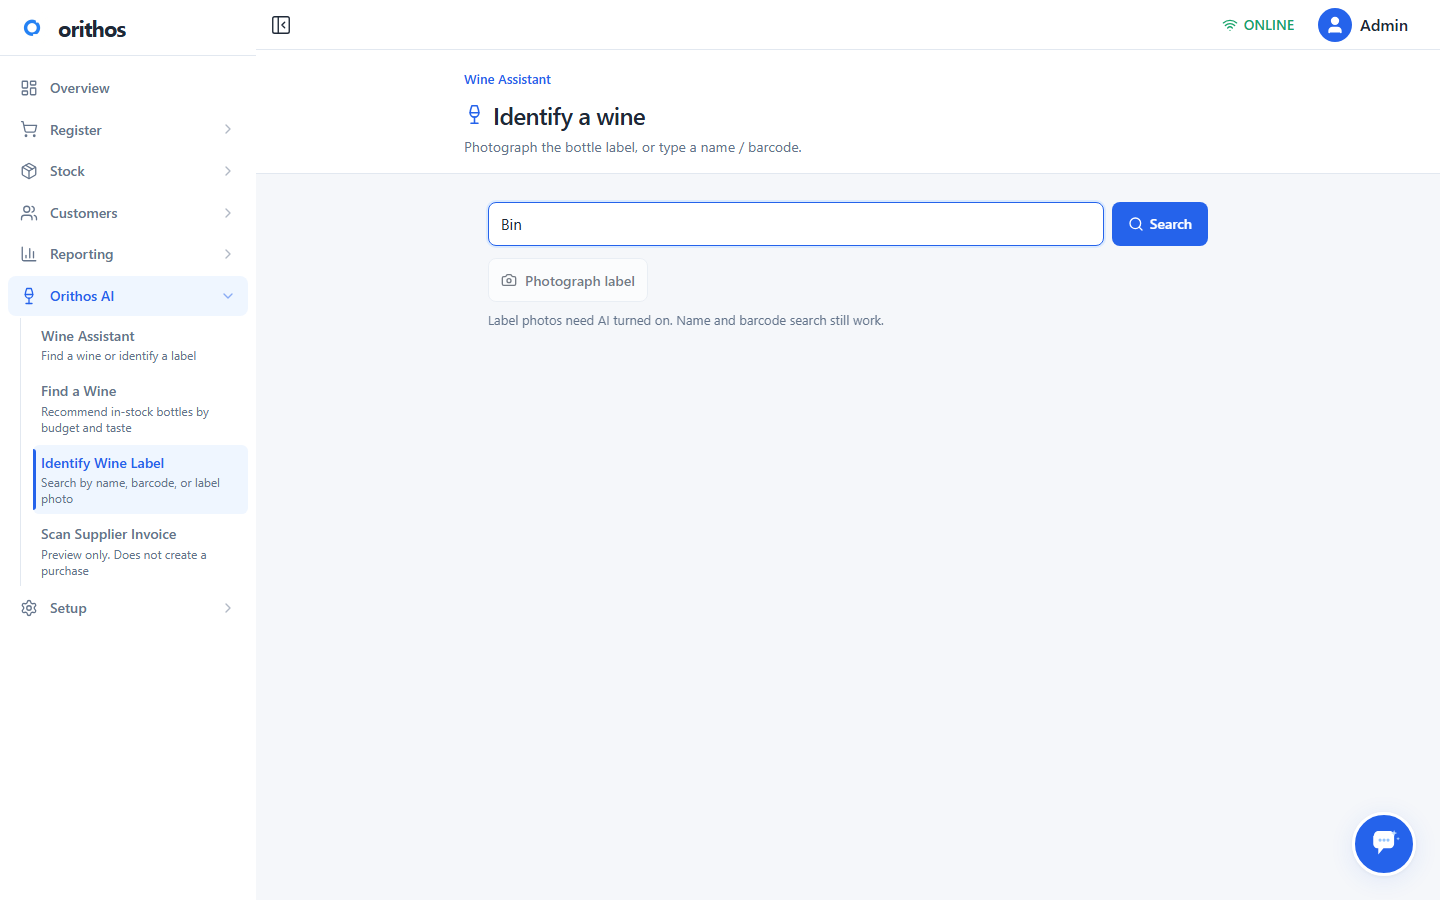 orithos
ONLINE
Admin
Overview
Register
Stock
Customers
Reporting
Orithos AI
Wine Assistant
Find a wine or identify a label
Find a Wine
Recommend in-stock bottles by
budget and taste
Identify Wine Label
Search by name, barcode, or label
photo
Scan Supplier Invoice
Preview only. Does not create a
purchase
Setup
Wine Assistant
Identify a wine
Photograph the bottle label, or type a name / barcode.
Bin
Search
Photograph label
Label photos need AI turned on. Name and barcode search still work.